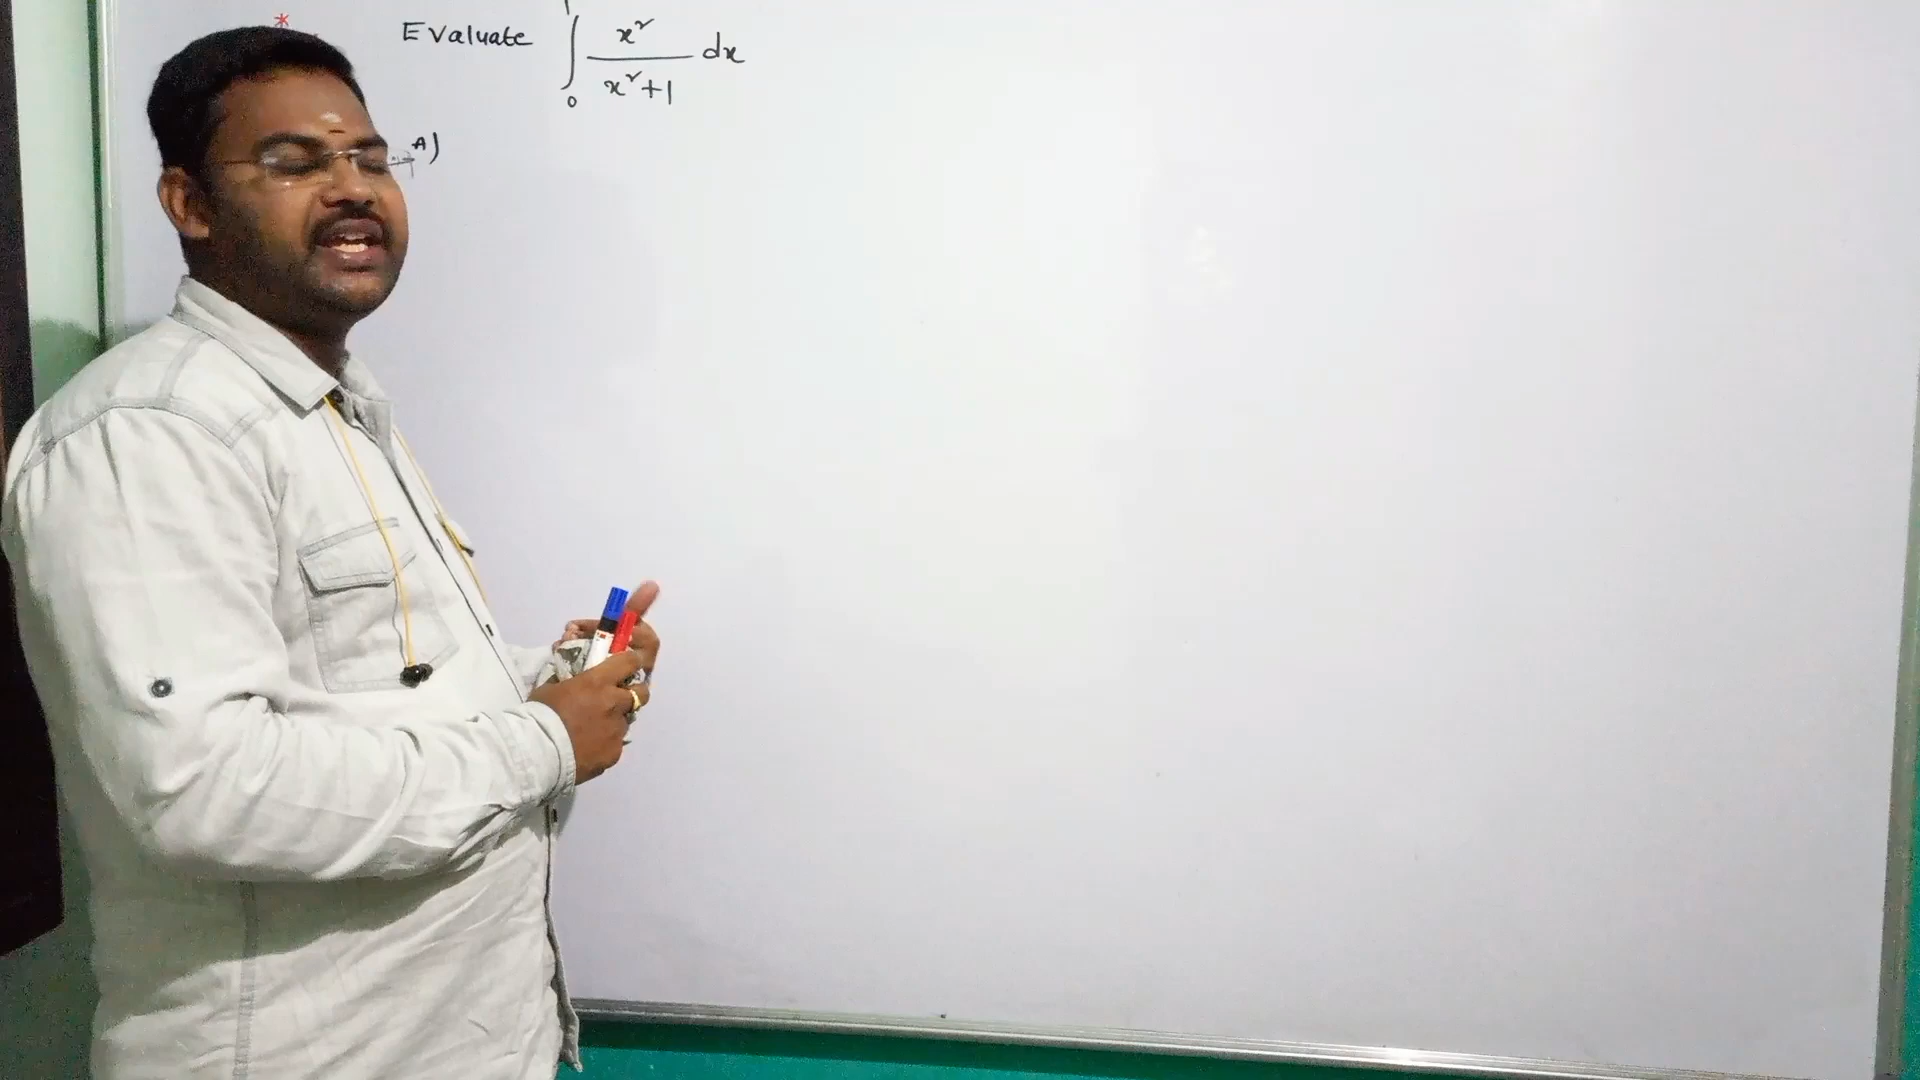 *
Evaluate ∫₀¹ x²/(x²+1) dx
A)